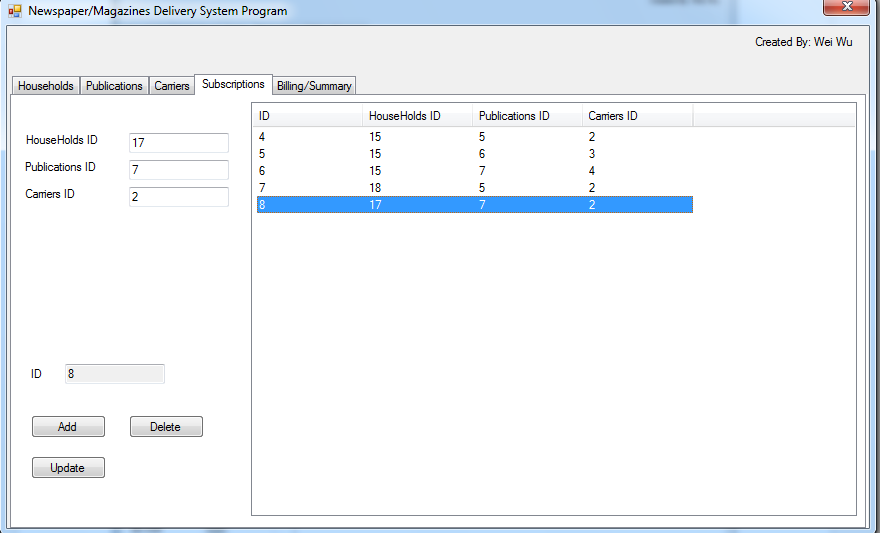 Newspaper/Magazines Delivery System Program
Created By: Wei Wu
Households Publications Carriers Subscriptions Billing/Summary
HouseHolds ID 17
Publications ID 7
Carriers ID 2
ID HouseHolds ID Publications ID Carriers ID
4 15 5 2
5 15 6 3
6 15 7 4
7 18 5 2
8 17 7 2
ID 8
Add Delete
Update